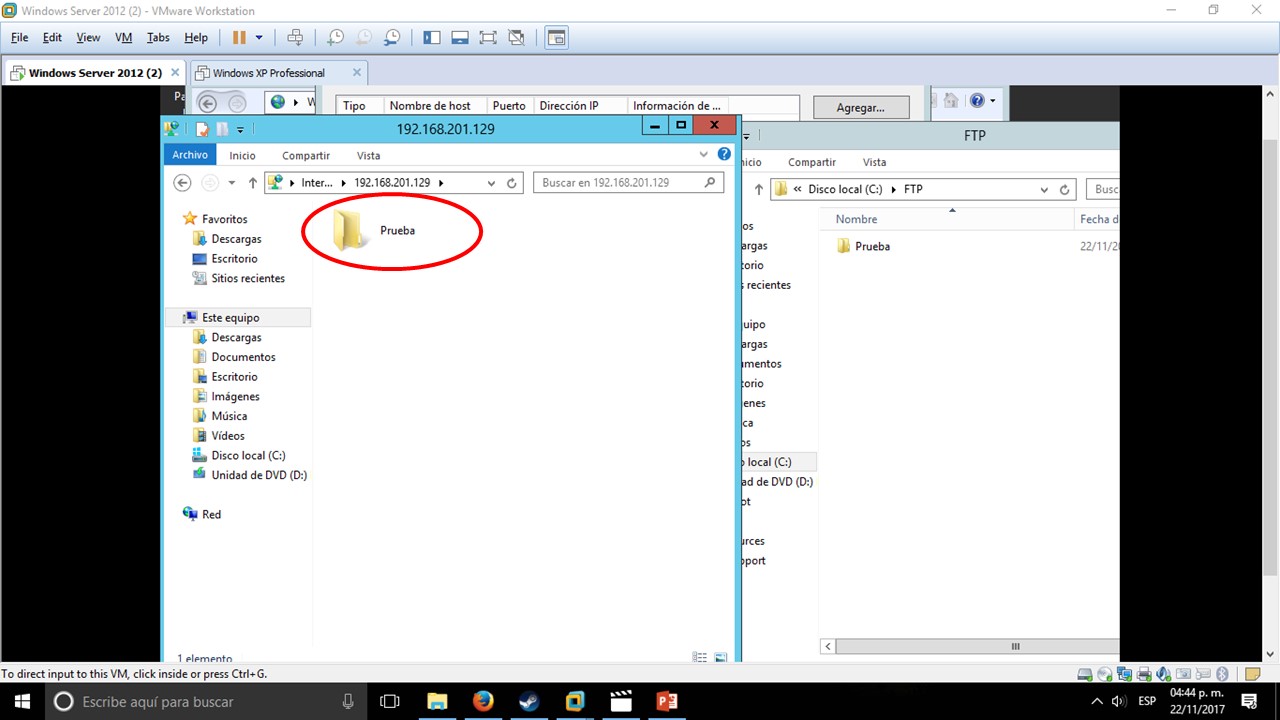 Windows Server 2012 (2) - VMware Workstation
File Edit View VM Tabs Help
Windows Server 2012 (2) Windows XP Professional
Tipo Nombre de host Puerto Dirección IP Información de ...
Agregar...
192.168.201.129
Archivo Inicio Compartir Vista
Inter... 192.168.201.129
Buscar en 192.168.201.129
Favoritos
Descargas
Escritorio
Sitios recientes
Este equipo
Descargas
Documentos
Escritorio
Imágenes
Música
Vídeos
Disco local (C:)
Unidad de DVD (D:)
Red
Prueba
1 elemento
FTP
icio Compartir Vista
« Disco local (C:) FTP
Busc
Nombre Fecha d
Prueba 22/11/20
os
argas
torio
s recientes
uipo
argas
umentos
torio
enes
ca
os
o local (C:)
ad de DVD (D:)
ot
urces
pport
To direct input to this VM, click inside or press Ctrl+G.
Escribe aquí para buscar
ESP
04:44 p. m.
22/11/2017